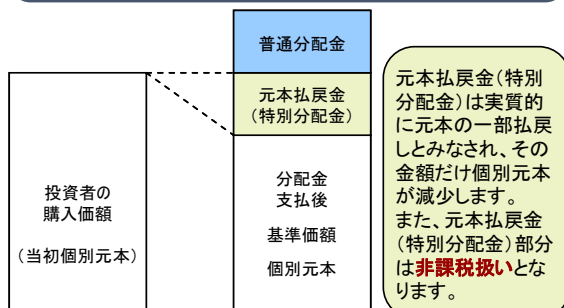 普通分配金
元本払戻金
（特別分配金）
投資者の
購入価額
（当初個別元本）
分配金
支払後
基準価額
個別元本
元本払戻金（特別
分配金）は実質的
に元本の一部払戻
しとみなされ、その
金額だけ個別元本
が減少します。
また、元本払戻金
（特別分配金）部分
は非課税扱いとな
ります。